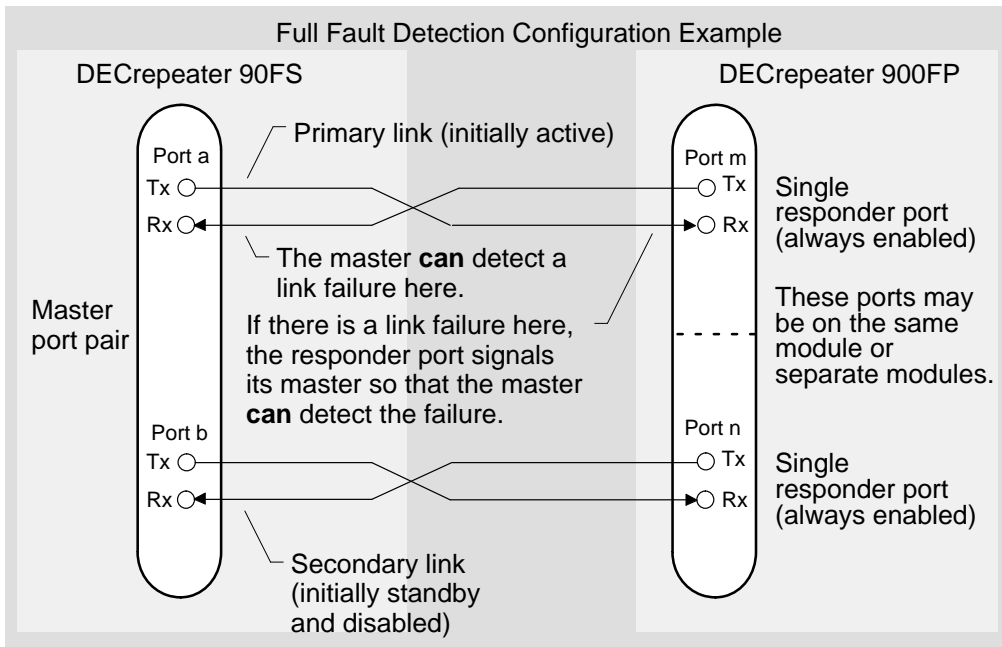 Full Fault Detection Configuration Example
DECrepeater 90FS
DECrepeater 900FP
Primary link (initially active)
Port a
Tx
Rx
Port m
Tx
Rx
Single
responder port
(always enabled)
The master can detect a
link failure here.
Master
port pair
If there is a link failure here,
the responder port signals
its master so that the master
can detect the failure.
These ports may
be on the same
module or
separate modules.
Port b
Tx
Rx
Port n
Tx
Rx
Single
responder port
(always enabled)
Secondary link
(initially standby
and disabled)